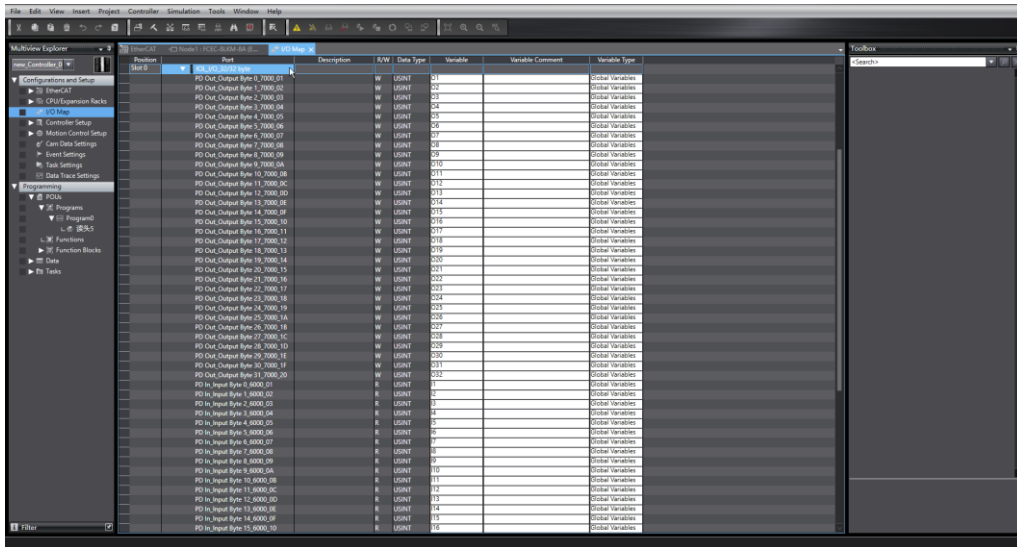 File Edit View Insert Project Controller Simulation Tools Window Help
Multiview Explorer
new_Controller_0
Configurations and Setup
EtherCAT
CPU/Expansion Racks
I/O Map
Controller Setup
Motion Control Setup
Cam Data Settings
Event Settings
Task Settings
Data Trace Settings
Programming
POUs
Programs
Program0
读头5
Functions
Function Blocks
Data
Tasks
Filter
EtherCAT Node1 : FCEC-8LKM-8A (E... I/O Map
Position Port Description R/W Data Type Variable Variable Comment Variable Type
Slot 0 IOL_I/O_32/32 byte
PD Out_Output Byte 0_7000_01 W USINT O1 Global Variables
PD Out_Output Byte 1_7000_02 W USINT O2 Global Variables
PD Out_Output Byte 2_7000_03 W USINT O3 Global Variables
PD Out_Output Byte 3_7000_04 W USINT O4 Global Variables
PD Out_Output Byte 4_7000_05 W USINT O5 Global Variables
PD Out_Output Byte 5_7000_06 W USINT O6 Global Variables
PD Out_Output Byte 6_7000_07 W USINT O7 Global Variables
PD Out_Output Byte 7_7000_08 W USINT O8 Global Variables
PD Out_Output Byte 8_7000_09 W USINT O9 Global Variables
PD Out_Output Byte 9_7000_0A W USINT O10 Global Variables
PD Out_Output Byte 10_7000_0B W USINT O11 Global Variables
PD Out_Output Byte 11_7000_0C W USINT O12 Global Variables
PD Out_Output Byte 12_7000_0D W USINT O13 Global Variables
PD Out_Output Byte 13_7000_0E W USINT O14 Global Variables
PD Out_Output Byte 14_7000_0F W USINT O15 Global Variables
PD Out_Output Byte 15_7000_10 W USINT O16 Global Variables
PD Out_Output Byte 16_7000_11 W USINT O17 Global Variables
PD Out_Output Byte 17_7000_12 W USINT O18 Global Variables
PD Out_Output Byte 18_7000_13 W USINT O19 Global Variables
PD Out_Output Byte 19_7000_14 W USINT O20 Global Variables
PD Out_Output Byte 20_7000_15 W USINT O21 Global Variables
PD Out_Output Byte 21_7000_16 W USINT O22 Global Variables
PD Out_Output Byte 22_7000_17 W USINT O23 Global Variables
PD Out_Output Byte 23_7000_18 W USINT O24 Global Variables
PD Out_Output Byte 24_7000_19 W USINT O25 Global Variables
PD Out_Output Byte 25_7000_1A W USINT O26 Global Variables
PD Out_Output Byte 26_7000_1B W USINT O27 Global Variables
PD Out_Output Byte 27_7000_1C W USINT O28 Global Variables
PD Out_Output Byte 28_7000_1D W USINT O29 Global Variables
PD Out_Output Byte 29_7000_1E W USINT O30 Global Variables
PD Out_Output Byte 30_7000_1F W USINT O31 Global Variables
PD Out_Output Byte 31_7000_20 W USINT O32 Global Variables
PD In_Input Byte 0_6000_01 R USINT I1 Global Variables
PD In_Input Byte 1_6000_02 R USINT I2 Global Variables
PD In_Input Byte 2_6000_03 R USINT I3 Global Variables
PD In_Input Byte 3_6000_04 R USINT I4 Global Variables
PD In_Input Byte 4_6000_05 R USINT I5 Global Variables
PD In_Input Byte 5_6000_06 R USINT I6 Global Variables
PD In_Input Byte 6_6000_07 R USINT I7 Global Variables
PD In_Input Byte 7_6000_08 R USINT I8 Global Variables
PD In_Input Byte 8_6000_09 R USINT I9 Global Variables
PD In_Input Byte 9_6000_0A R USINT I10 Global Variables
PD In_Input Byte 10_6000_0B R USINT I11 Global Variables
PD In_Input Byte 11_6000_0C R USINT I12 Global Variables
PD In_Input Byte 12_6000_0D R USINT I13 Global Variables
PD In_Input Byte 13_6000_0E R USINT I14 Global Variables
PD In_Input Byte 14_6000_0F R USINT I15 Global Variables
PD In_Input Byte 15_6000_10 R USINT I16 Global Variables
Toolbox
<Search>